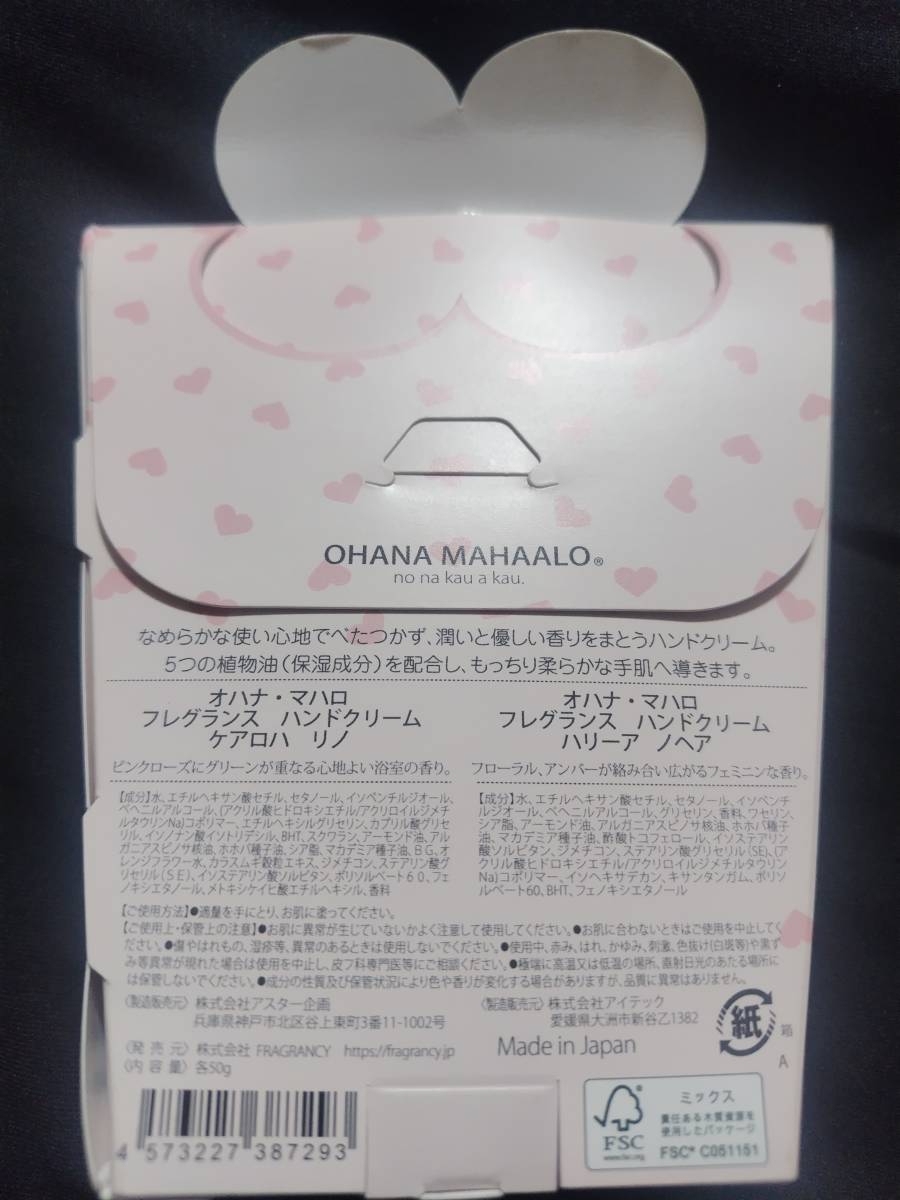 OHANA MAHAALO®
no na kau a kau.
なめらかな使い心地でべたつかず、潤いと優しい香りをまとうハンドクリーム。
5つの植物油(保湿成分)を配合し、もっちり柔らかな手肌へ導きます。
オハナ・マハロ
フレグランス ハンドクリーム
ケアロハ リノ
ピンクローズにグリーンが重なる心地よい浴室の香り。
【成分】水、エチルヘキサン酸セチル、セタノール、イソペンチルジオール、
ベヘニルアルコール、(アクリル酸ヒドロキシエチル/アクリロイルジメチ
ルタウリンNa)コポリマー、エチルヘキシルグリセリン、カプリル酸グリセ
リル、イソノナン酸イソトリデシル、BHT、スクワラン、アーモンド油、アル
ガニアスピノサ核油、ホホバ種子油、シア脂、マカデミア種子油、BG、オ
レンジフラワー水、カラスムギ穀粒エキス、ジメチコン、ステアリン酸グ
リセリル(SE)、イソステアリン酸ソルビタン、ポリソルベート60、フェ
ノキシエタノール、メトキシケイヒ酸エチルヘキシル、香料
オハナ・マハロ
フレグランス ハンドクリーム
ハリーア ノヘア
フローラル、アンバーが絡み合い広がるフェミニンな香り。
【成分】水、エチルヘキサン酸セチル、セタノール、イソペンチ
ルジオール、ベヘニルアルコール、グリセリン、香料、ワセリン、
シア脂、アーモンド油、アルガニアスピノサ核油、ホホバ種子
油、マカデミア種子油、酢酸トコフェロール、イソステアリン
酸ソルビタン、ジメチコン、ステアリン酸グリセリル(SE)、(ア
クリル酸ヒドロキシエチル/アクリロイルジメチルタウリン
Na)コポリマー、イソヘキサデカン、キサンタンガム、ポリソ
ルベート60、BHT、フェノキシエタノール
【ご使用方法】●適量を手にとり、お肌に塗ってください。
【ご使用上・保管上の注意】●お肌に異常が生じていないかよく注意して使用してください。●お肌に合わないときはご使用を中止してく
ださい。●傷やはれもの、湿疹等、異常のあるときは使用しないでください。●使用中、赤み、はれ、かゆみ、刺激、色抜け(白斑等)や黒ず
み等異常が現れた場合は使用を中止し、皮フ科専門医等にご相談ください。●極端に高温又は低温の場所、直射日光のあたる場所に
は保管しないでください。●成分の性質及び保管状況により色や香りが変化する場合がありますが、品質に異常はありません。
〈製造販売元〉株式会社アスター企画
兵庫県神戸市北区谷上東町3番11-1002号
〈製造販売元〉株式会社アイテック
愛媛県大洲市新谷乙1382
〈発売元〉株式会社 FRAGRANCY https://fragrancy.jp
〈内容量〉各50g
Made in Japan
紙
箱
A
4 573227 387293
FSC
www.fsc.org
ミックス
責任ある木質資源を
使用したパッケージ
FSC® C051151